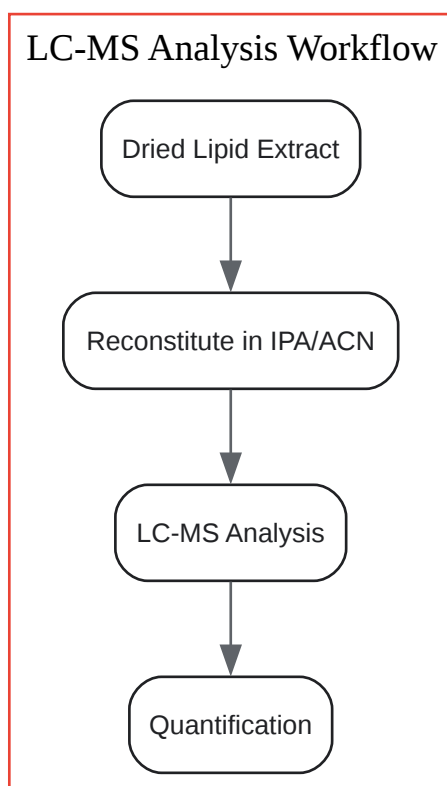 LC-MS Analysis Workflow
Dried Lipid Extract
Reconstitute in IPA/ACN
LC-MS Analysis
Quantification